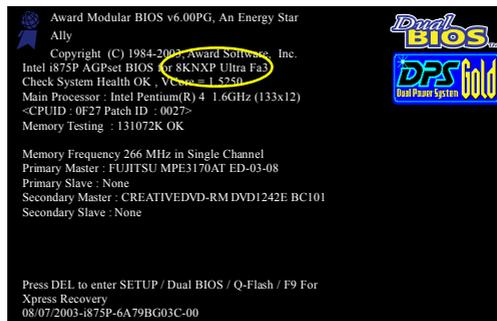 Award Modular BIOS v6.00PG, An Energy Star
Ally
Copyright (C) 1984-2003, Award Software, Inc.
Intel i875P AGPset BIOS for 8KNXP Ultra Fa3
Check System Health OK , VCore = 1.5250
Main Processor : Intel Pentium(R) 4 1.6GHz (133x12)
<CPUID : 0F27 Patch ID : 0027>
Memory Testing : 131072K OK
Memory Frequency 266 MHz in Single Channel
Primary Master : FUJITSU MPE3170AT ED-03-08
Primary Slave : None
Secondary Master : CREATIVEDVD-RM DVD1242E BC101
Secondary Slave : None
Press DEL to enter SETUP / Dual BIOS / Q-Flash / F9 For
Xpress Recovery
08/07/2003-i875P-6A79BG03C-00
Dual
BIOS
DPS Gold
Dual Power System